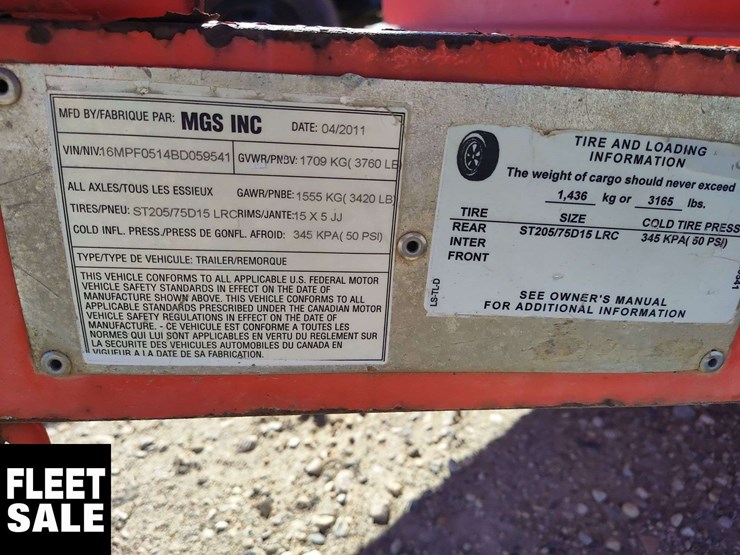 MFD BY/FABRIQUE PAR: MGS INC DATE: 04/2011
VIN/NIV:16MPF0514BD059541 GVWR/PNBV: 1709 KG( 3760 LB
ALL AXLES/TOUS LES ESSIEUX GAWR/PNBE: 1555 KG( 3420 LB)
TIRES/PNEU: ST205/75D15 LRC RIMS/JANTE: 15 X 5 JJ
COLD INFL. PRESS./PRESS DE GONFL. AFROID: 345 KPA( 50 PSI)
TYPE/TYPE DE VEHICULE: TRAILER/REMORQUE
THIS VEHICLE CONFORMS TO ALL APPLICABLE U.S. FEDERAL MOTOR
VEHICLE SAFETY STANDARDS IN EFFECT ON THE DATE OF
MANUFACTURE SHOWN ABOVE. THIS VEHICLE CONFORMS TO ALL
APPLICABLE STANDARDS PRESCRIBED UNDER THE CANADIAN MOTOR
VEHICLE SAFETY REGULATIONS IN EFFECT ON THE DATE OF
MANUFACTURE. - CE VEHICULE EST CONFORME A TOUTES LES
NORMES QUI LUI SONT APPLICABLES EN VERTU DU REGLEMENT SUR
LA SECURITE DES VEHICULES AUTOMOBILES DU CANADA EN
VIGUEUR A LA DATE DE SA FABRICATION.
TIRE AND LOADING
INFORMATION
The weight of cargo should never exceed
1,436 kg or 3165 lbs.
TIRE SIZE COLD TIRE PRESS
REAR ST205/75D15 LRC 345 KPA( 50 PSI)
INTER
FRONT
SEE OWNER'S MANUAL
FOR ADDITIONAL INFORMATION
LS-TL-D
FLEET
SALE